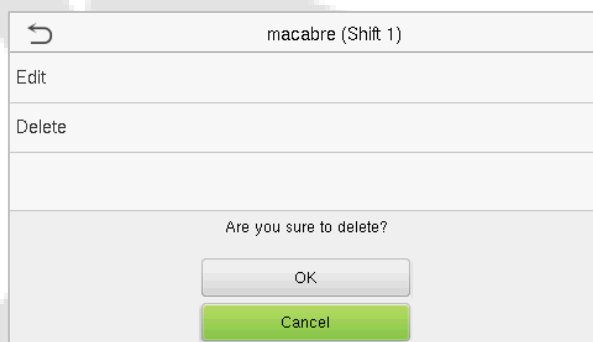 macabre (Shift 1)
Edit
Delete
Are you sure to delete?
OK
Cancel